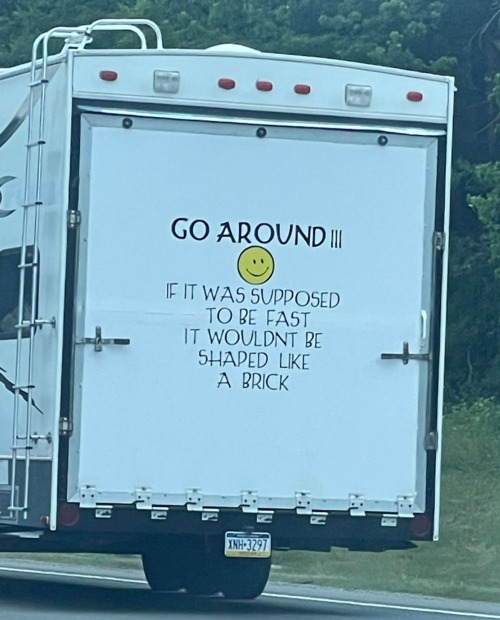 GO AROUND !!!
IF IT WAS SUPPOSED
TO BE FAST
IT WOULDNT BE
SHAPED LIKE
A BRICK
XNH-3297